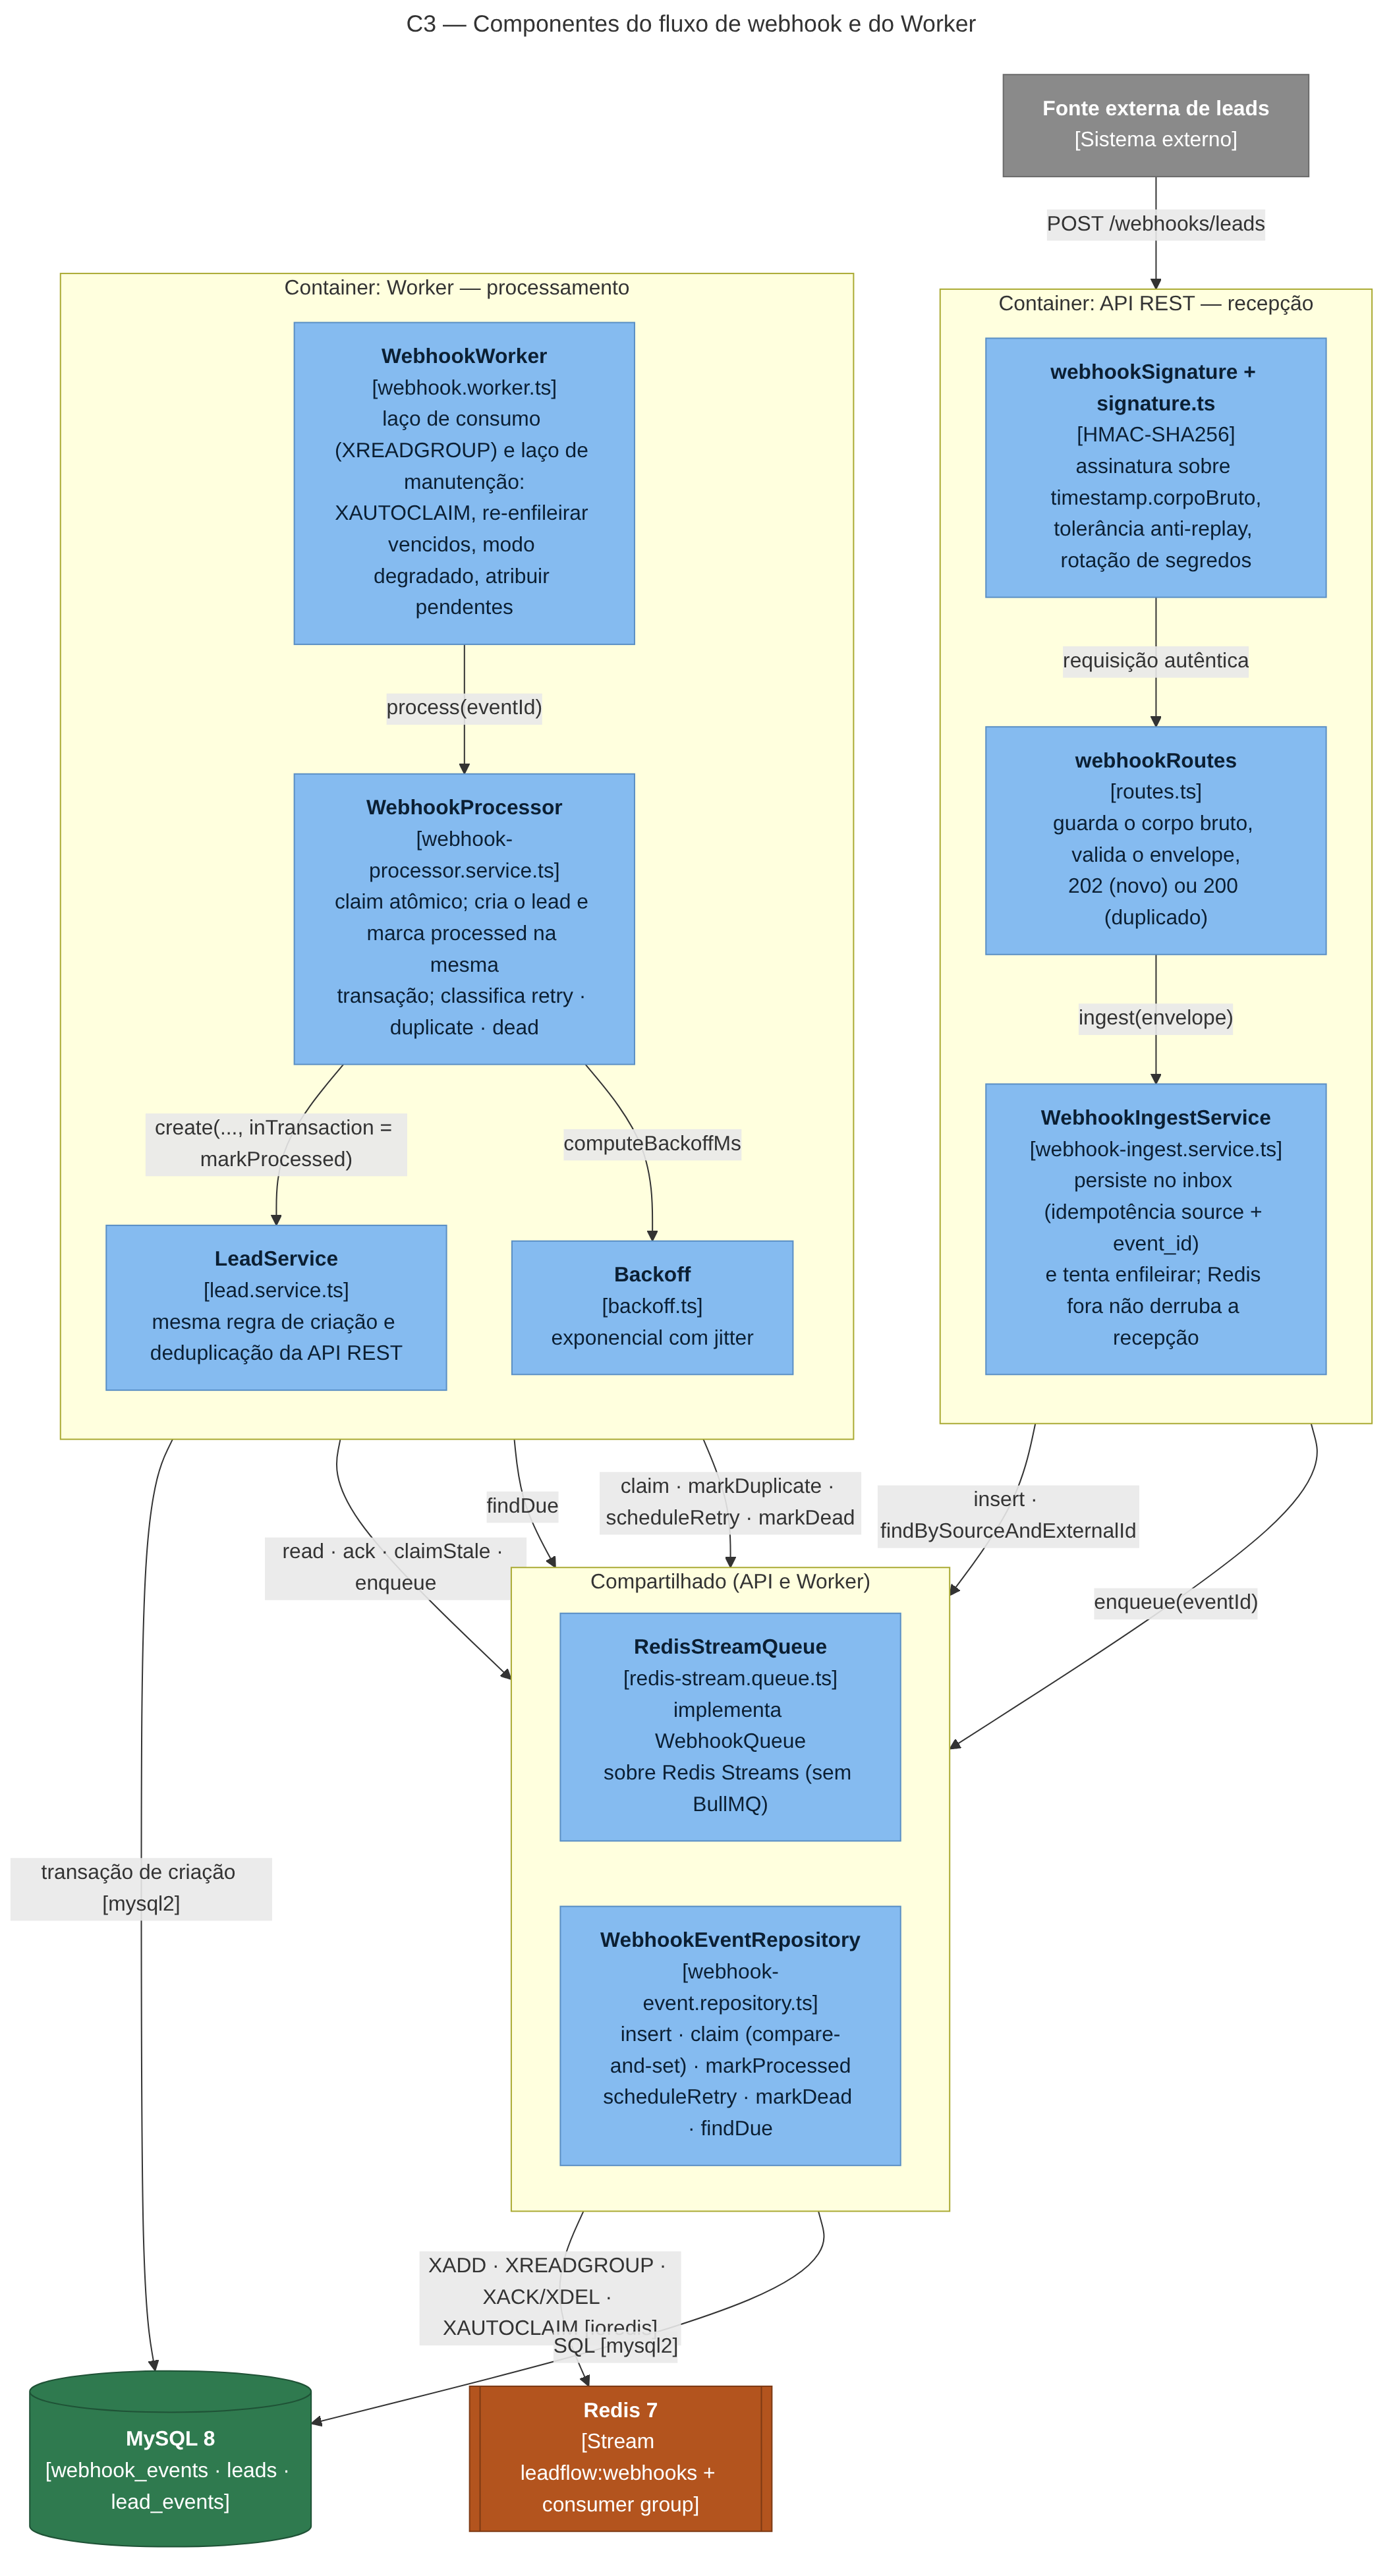 C3 — Componentes do fluxo de webhook e do Worker
Fonte externa de leads
[Sistema externo]
POST /webhooks/leads
Container: Worker — processamento
WebhookWorker
[webhook.worker.ts]
laço de consumo
(XREADGROUP) e laço de
manutenção:
XAUTOCLAIM, re-enfileirar
vencidos, modo
degradado, atribuir
pendentes
process(eventId)
WebhookProcessor
[webhook-
processor.service.ts]
claim atômico; cria o lead e
marca processed na
mesma
transação; classifica retry ·
duplicate · dead
create(..., inTransaction =
markProcessed)
computeBackoffMs
LeadService
[lead.service.ts]
mesma regra de criação e
deduplicação da API REST
Backoff
[backoff.ts]
exponencial com jitter
Container: API REST — recepção
webhookSignature +
signature.ts
[HMAC-SHA256]
assinatura sobre
timestamp.corpoBruto,
tolerância anti-replay,
rotação de segredos
requisição autêntica
webhookRoutes
[routes.ts]
guarda o corpo bruto,
valida o envelope,
202 (novo) ou 200
(duplicado)
ingest(envelope)
WebhookIngestService
[webhook-ingest.service.ts]
persiste no inbox
(idempotência source +
event_id)
e tenta enfileirar; Redis
fora não derruba a
recepção
read · ack · claimStale ·
enqueue
findDue
claim · markDuplicate ·
scheduleRetry · markDead
insert ·
findBySourceAndExternalId
enqueue(eventId)
Compartilhado (API e Worker)
RedisStreamQueue
[redis-stream.queue.ts]
implementa
WebhookQueue
sobre Redis Streams (sem
BullMQ)
WebhookEventRepository
[webhook-
event.repository.ts]
insert · claim (compare-
and-set) · markProcessed
scheduleRetry · markDead
· findDue
transação de criação
[mysql2]
XADD · XREADGROUP ·
XACK/XDEL ·
XAUTOCLAIM [ioredis]
SQL [mysql2]
MySQL 8
[webhook_events · leads ·
lead_events]
Redis 7
[Stream
leadflow:webhooks +
consumer group]